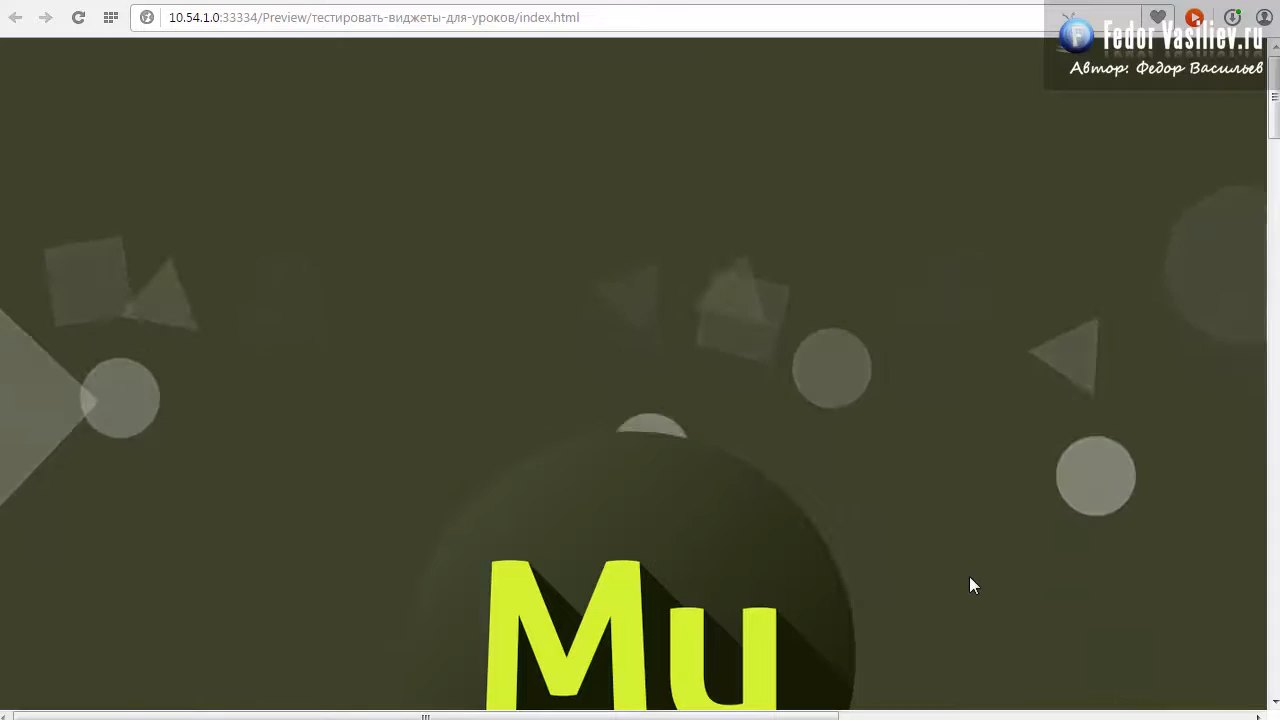 10.54.1.0:33334/Preview/тестировать-виджеты-для-уроков/index.html
F Fedor Vasiliev.ru
Автор: Федор Васильев
Mu